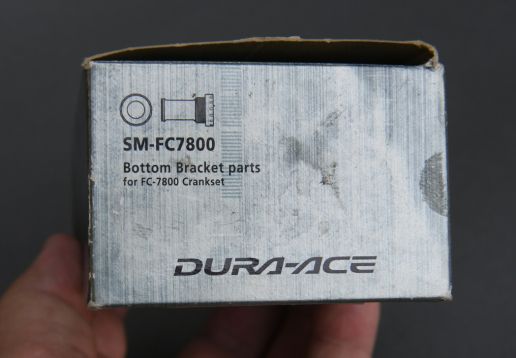 SM-FC7800
Bottom Bracket parts
for FC-7800 Crankset
DURA-ACE